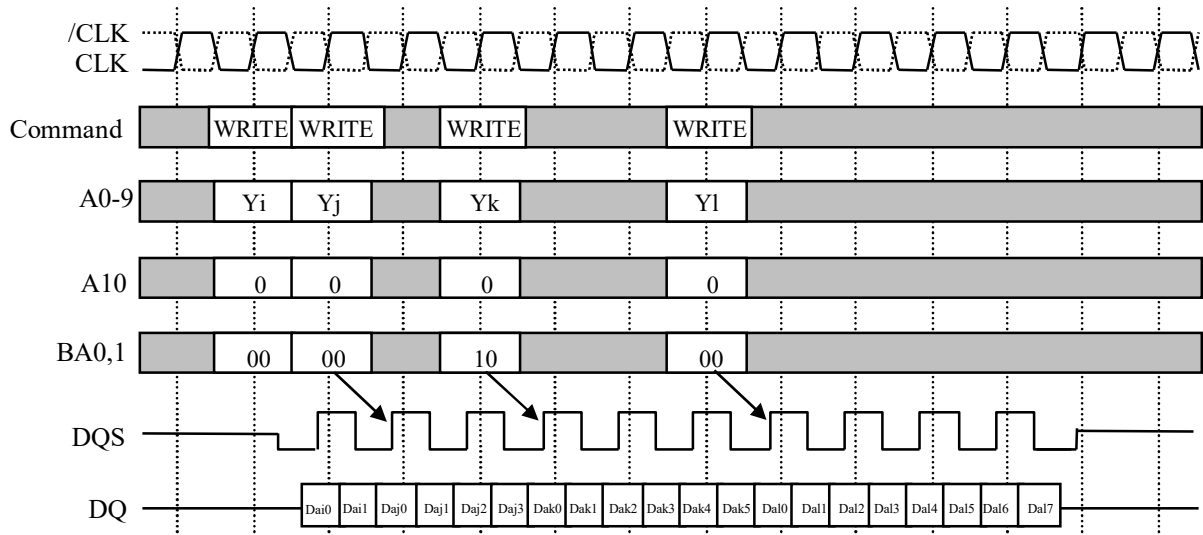 /CLK
CLK
Command WRITE WRITE WRITE WRITE
A0-9 Yi Yj Yk Yl
A10 0 0 0 0
BA0,1 00 00 10 00
DQS
DQ Dai0 Dai1 Daj0 Daj1 Daj2 Daj3 Dak0 Dak1 Dak2 Dak3 Dak4 Dak5 Dal0 Dal1 Dal2 Dal3 Dal4 Dal5 Dal6 Dal7